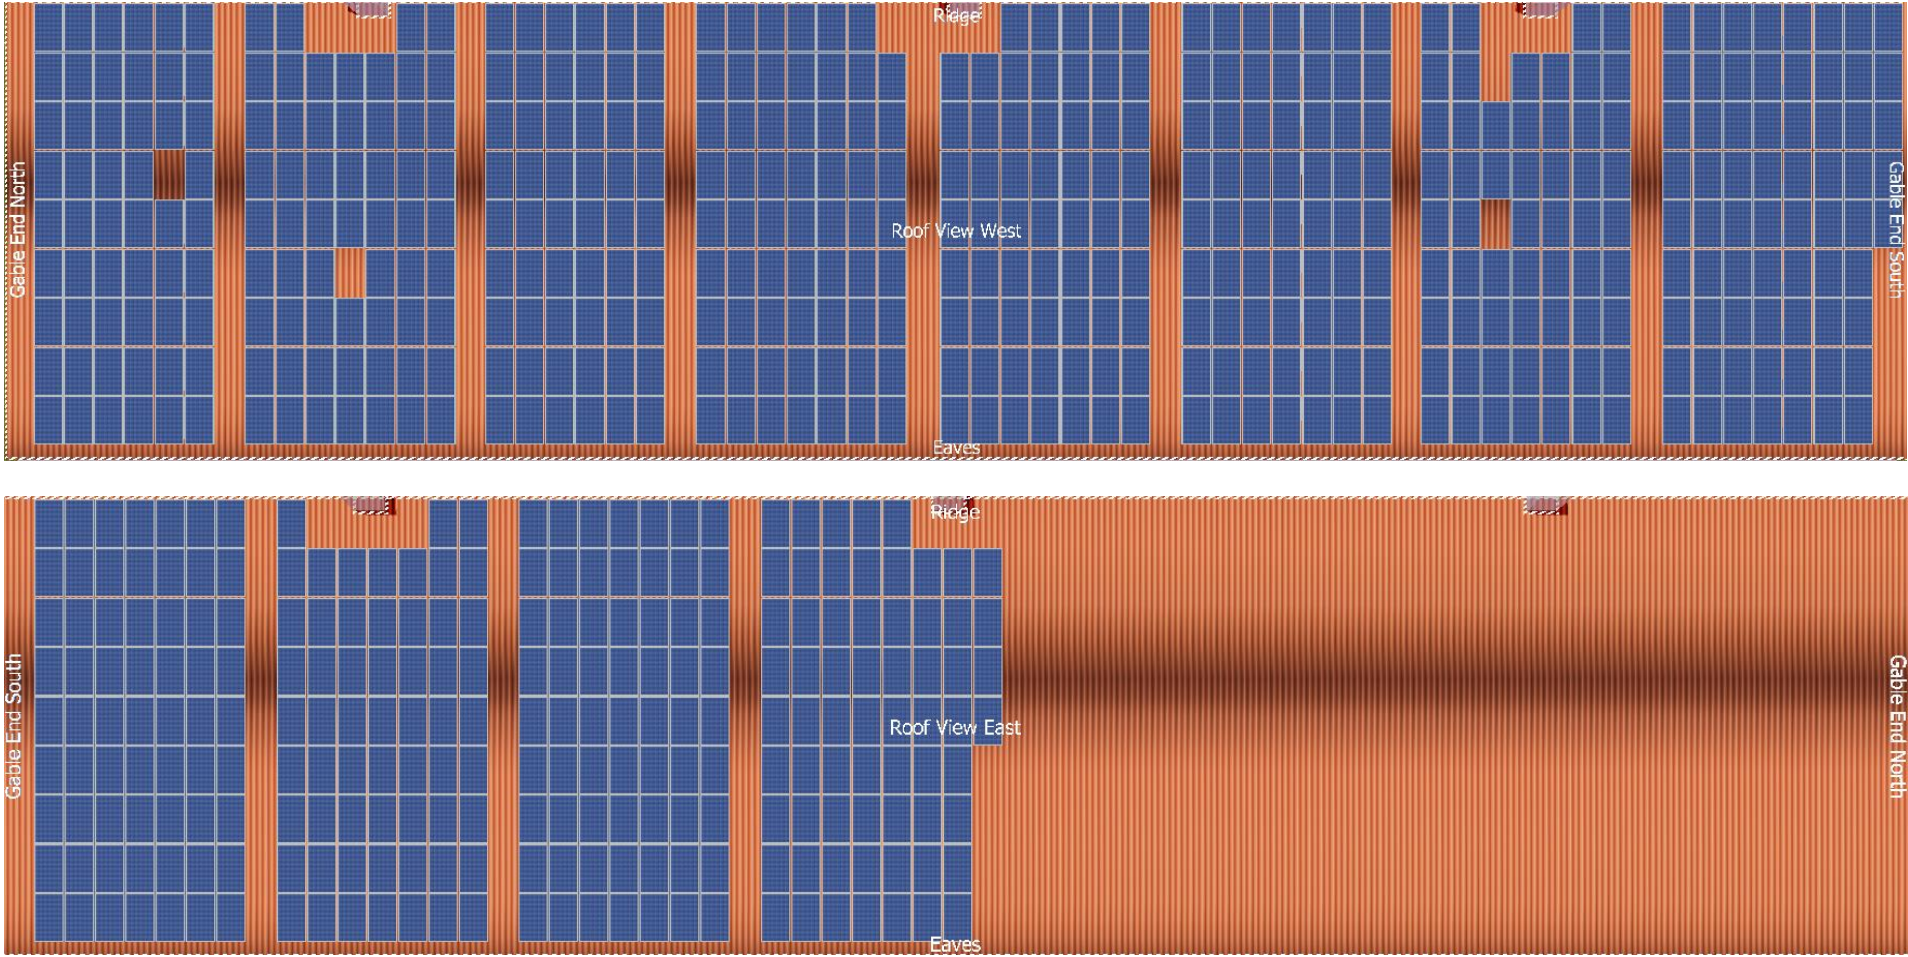 Ridge
Gable End North
Roof View West
Gable End South
Eaves
Ridge
Gable End South
Roof View East
Gable End North
Eaves